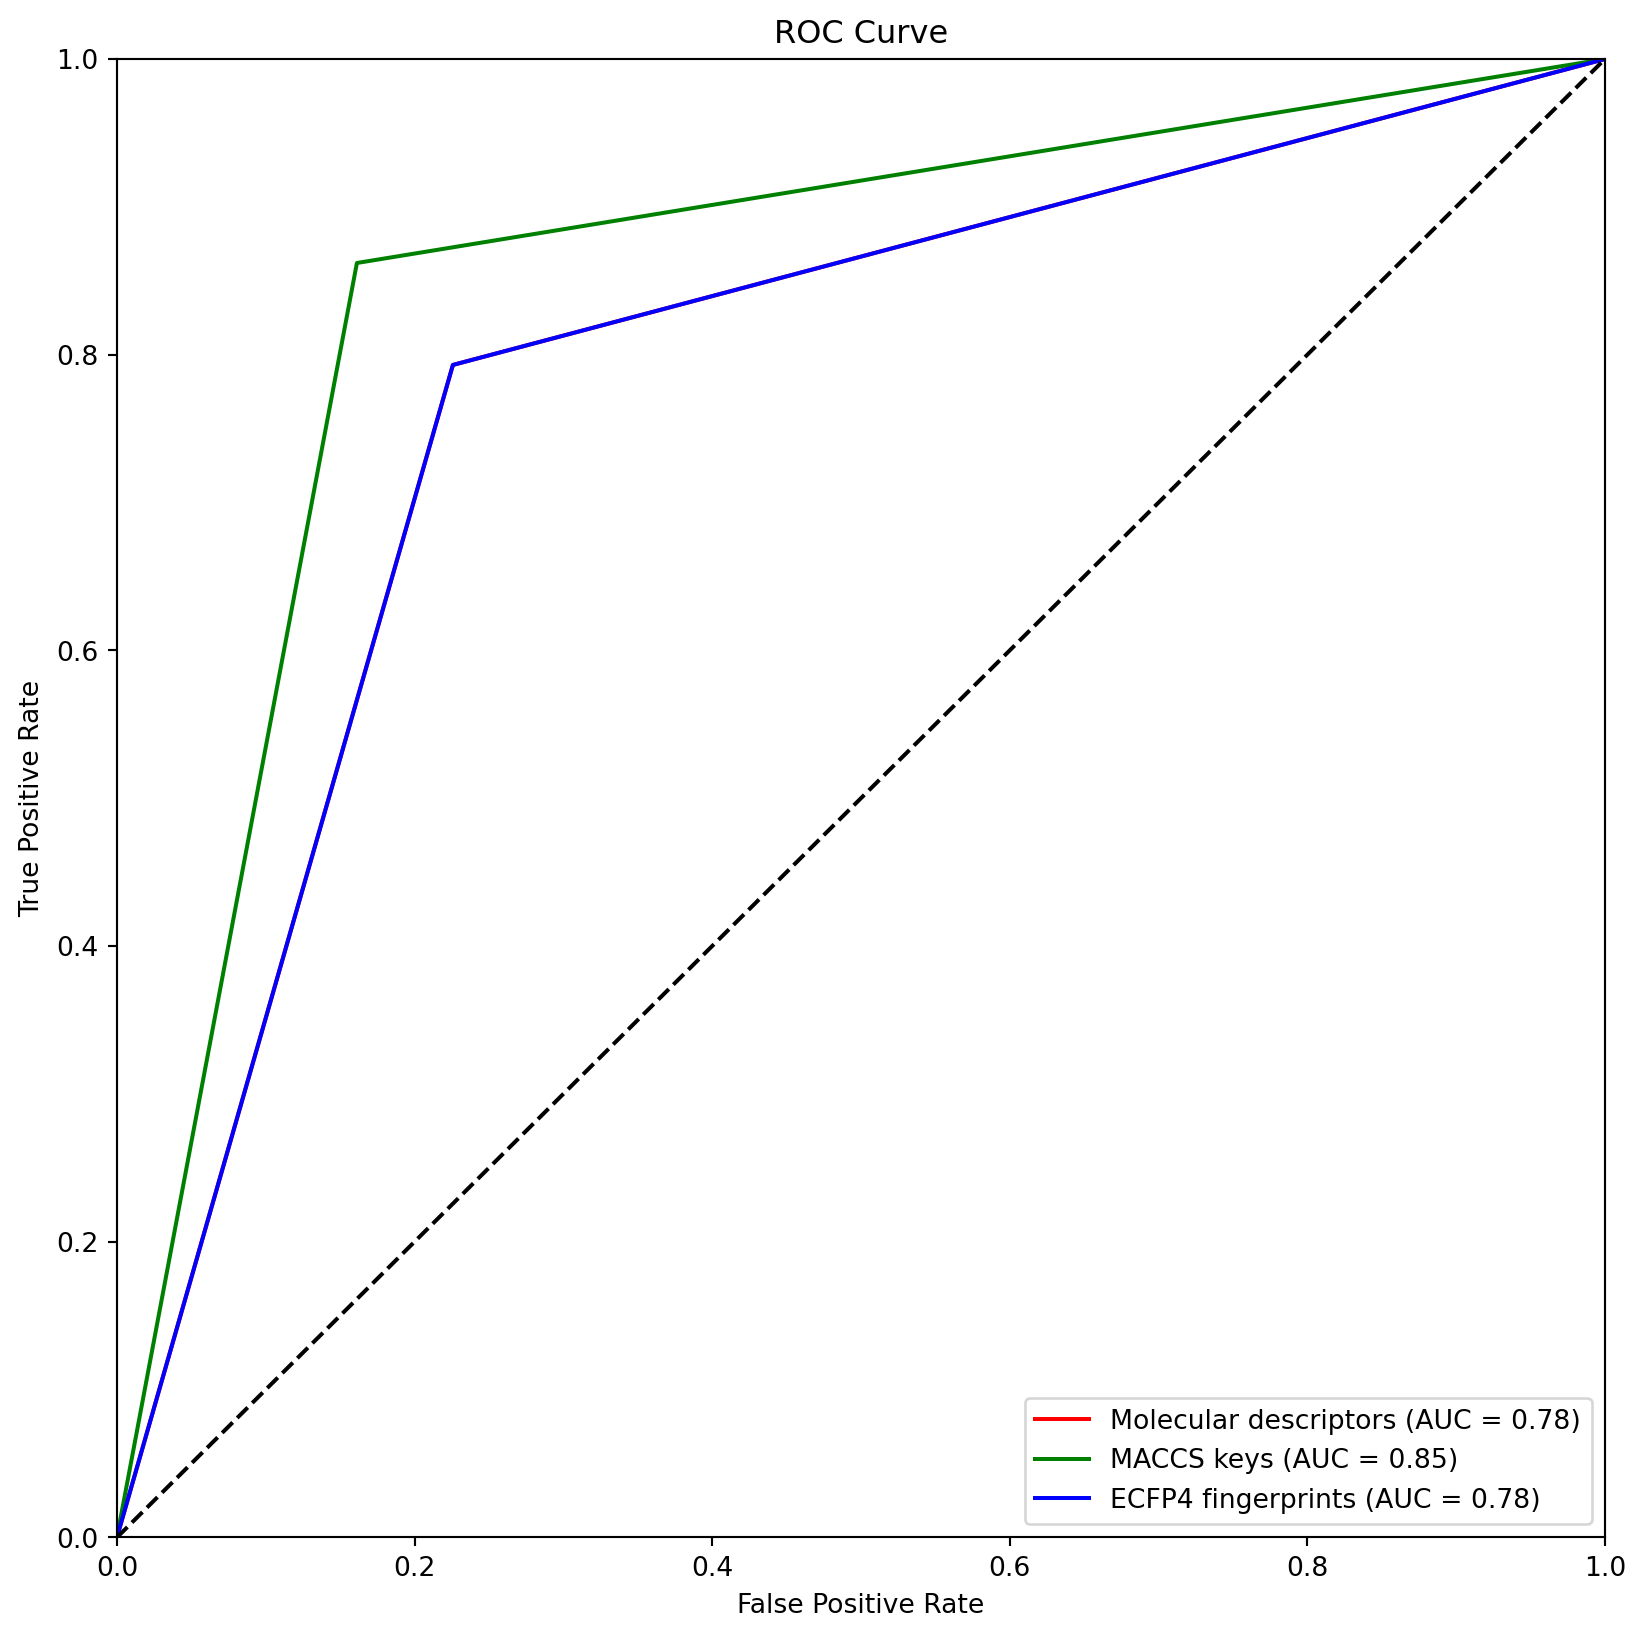 ROC Curve
1.0
0.8
0.6
0.4
0.2
0.0
True Positive Rate
0.0 0.2 0.4 0.6 0.8 1.0
False Positive Rate
Molecular descriptors (AUC = 0.78)
MACCS keys (AUC = 0.85)
ECFP4 fingerprints (AUC = 0.78)